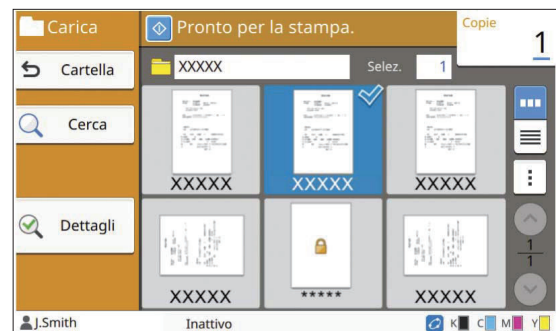 Carica
Pronto per la stampa.
Copie
1
Cartella
XXXXX
Selez.
1
Cerca
XXXXX
XXXXX
XXXXX
Dettagli
1
1
XXXXX
*****
XXXXX
J.Smith
Inattivo
K C M Y